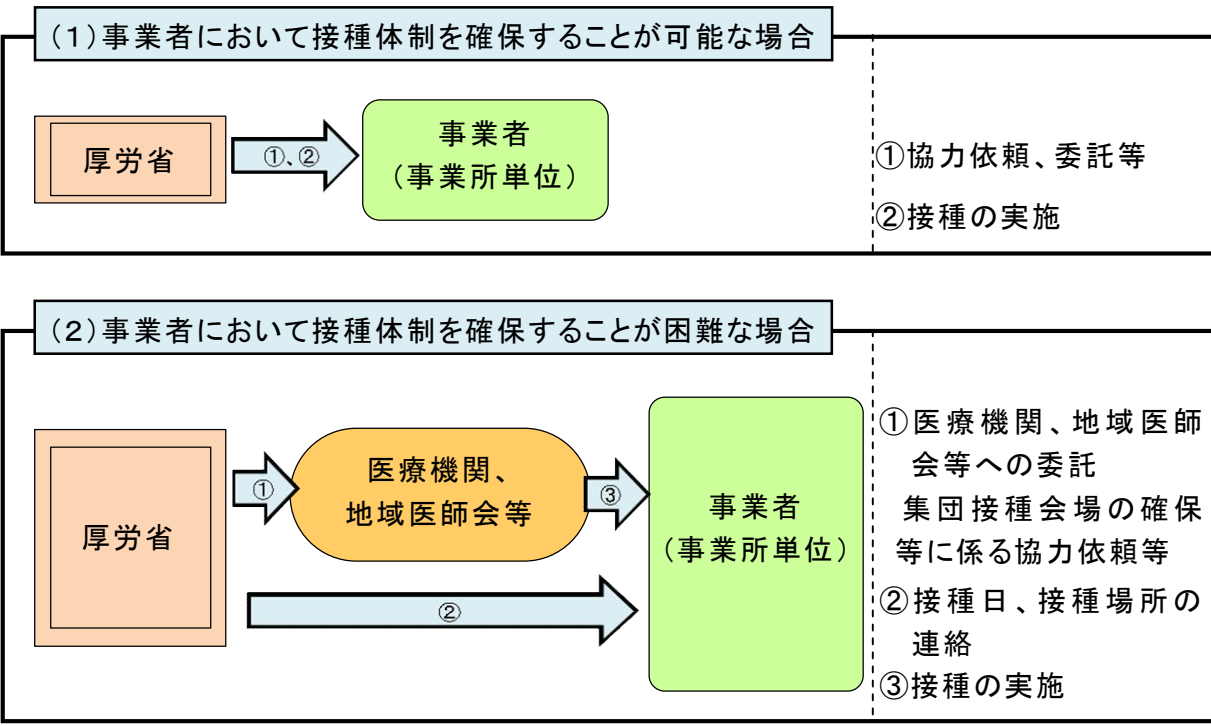 (1)事業者において接種体制を確保することが可能な場合
厚労省
①、②
事業者
(事業所単位)
①協力依頼、委託等
②接種の実施
(2)事業者において接種体制を確保することが困難な場合
厚労省
①
医療機関、
地域医師会等
③
②
事業者
(事業所単位)
①医療機関、地域医師
会等への委託
集団接種会場の確保
等に係る協力依頼等
②接種日、接種場所の
連絡
③接種の実施